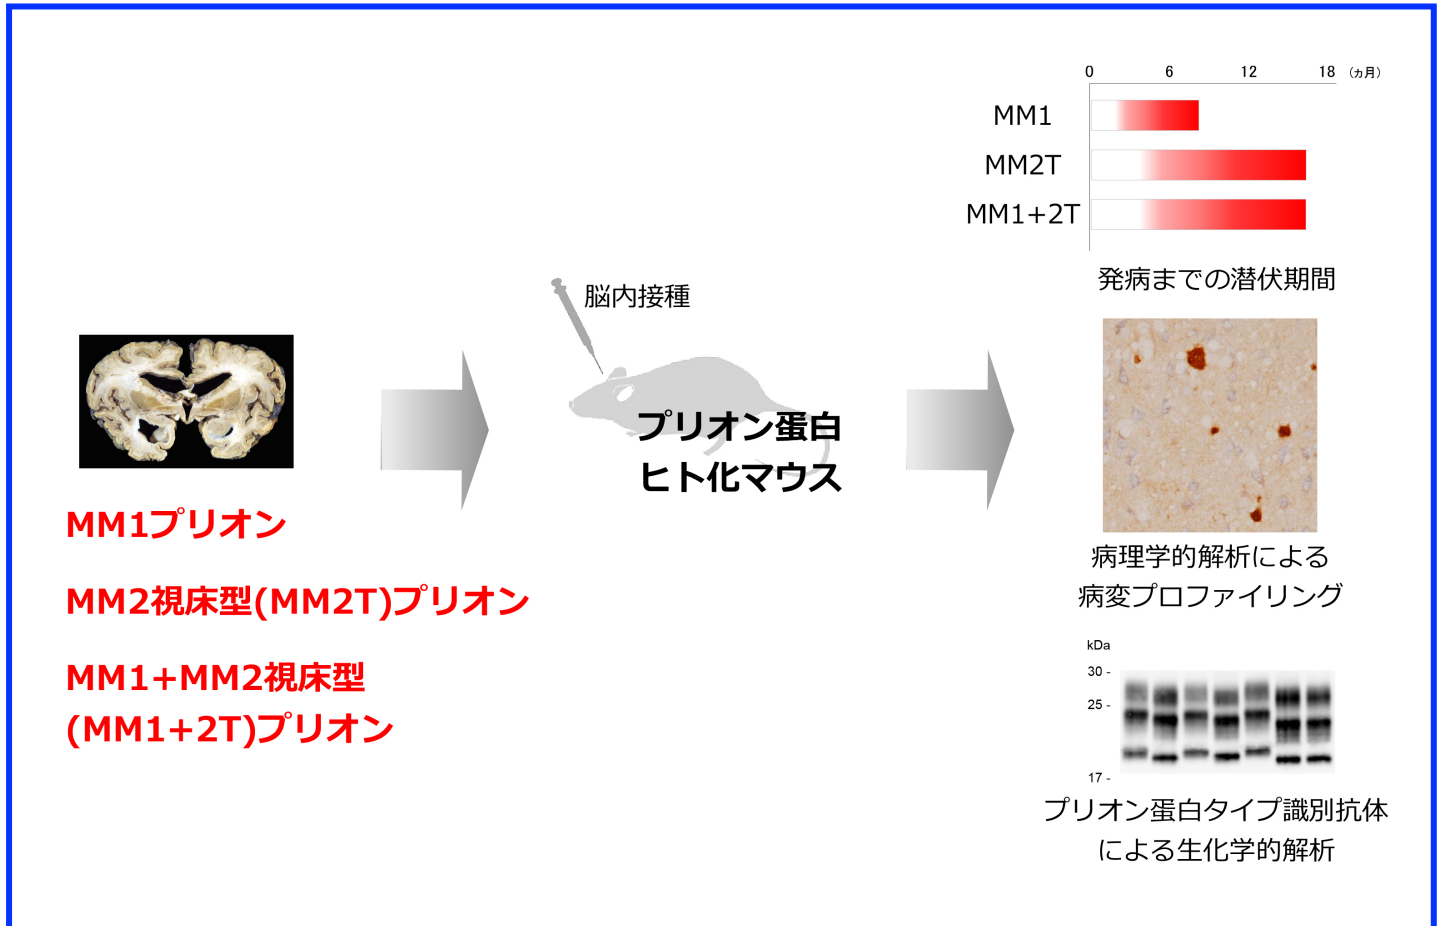 MM1プリオン
MM2視床型(MM2T)プリオン
MM1+MM2視床型
(MM1+2T)プリオン
脳内接種
プリオン蛋白
ヒト化マウス
0 6 12 18 (ヵ月)
MM1
MM2T
MM1+2T
発病までの潜伏期間
病理学的解析による
病変プロファイリング
kDa
30 -
25 -
17 -
プリオン蛋白タイプ識別抗体
による生化学的解析